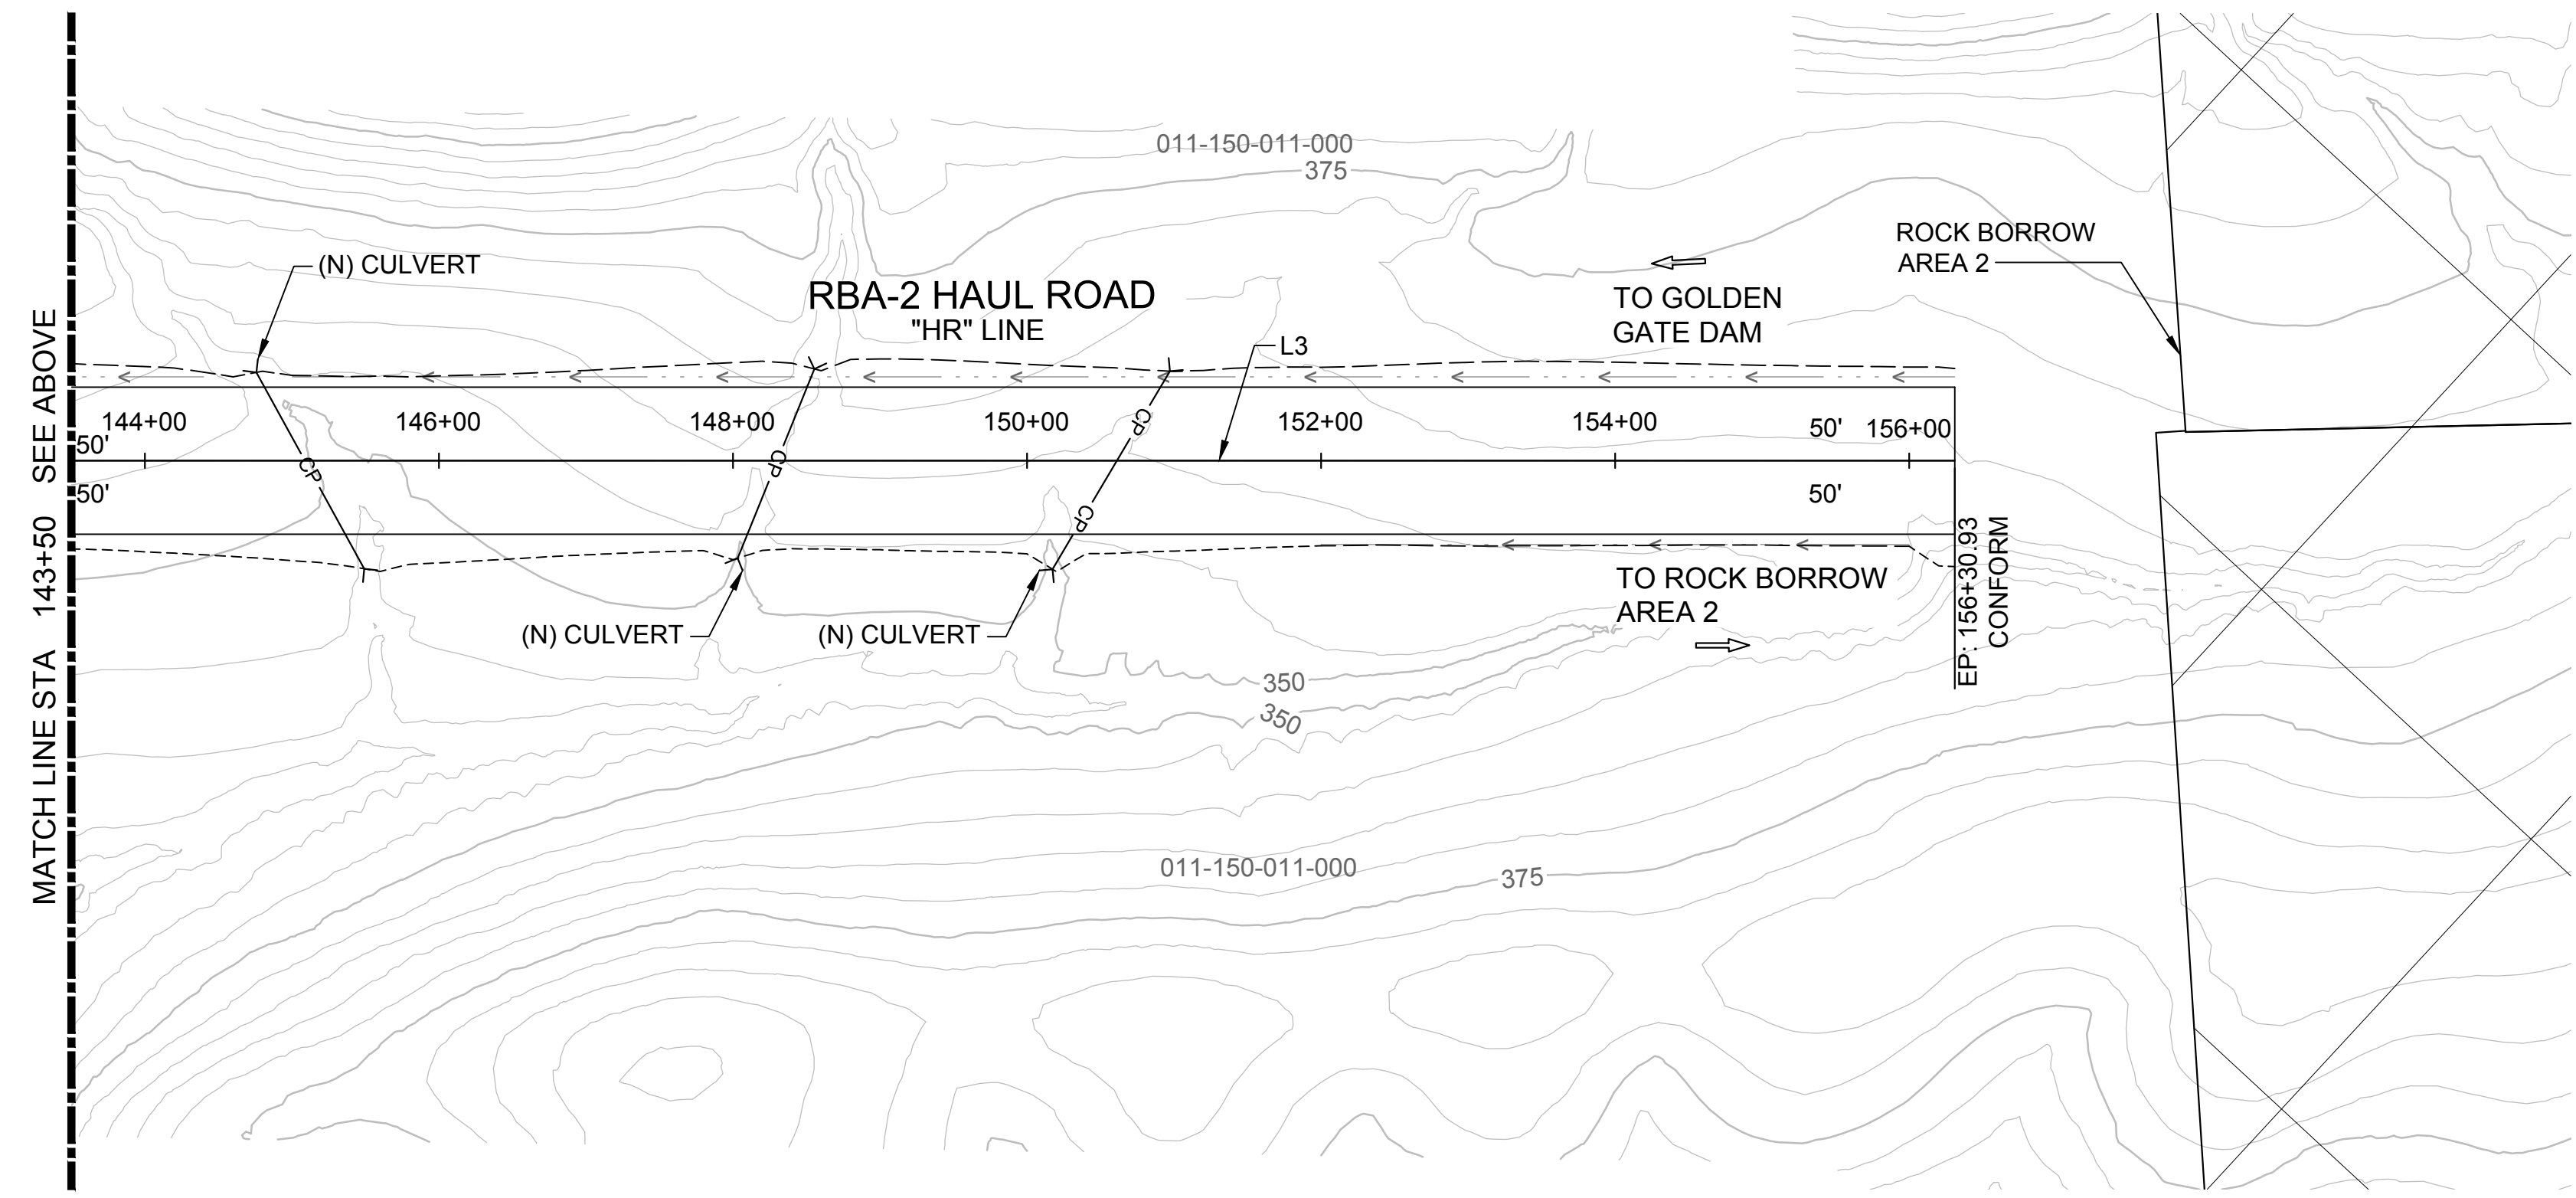 011-150-011-000
375
ROCK BORROW
AREA 2
(N) CULVERT
RBA-2 HAUL ROAD
"HR" LINE
TO GOLDEN
GATE DAM
L3
144+00
146+00
148+00
150+00
152+00
154+00
50'
156+00
50'
50'
50'
CP
CP
CP
CP
MATCH LINE STA 143+50 SEE ABOVE
EP: 156+30.93
CONFORM
TO ROCK BORROW
AREA 2
(N) CULVERT
(N) CULVERT
350
350
011-150-011-000
375